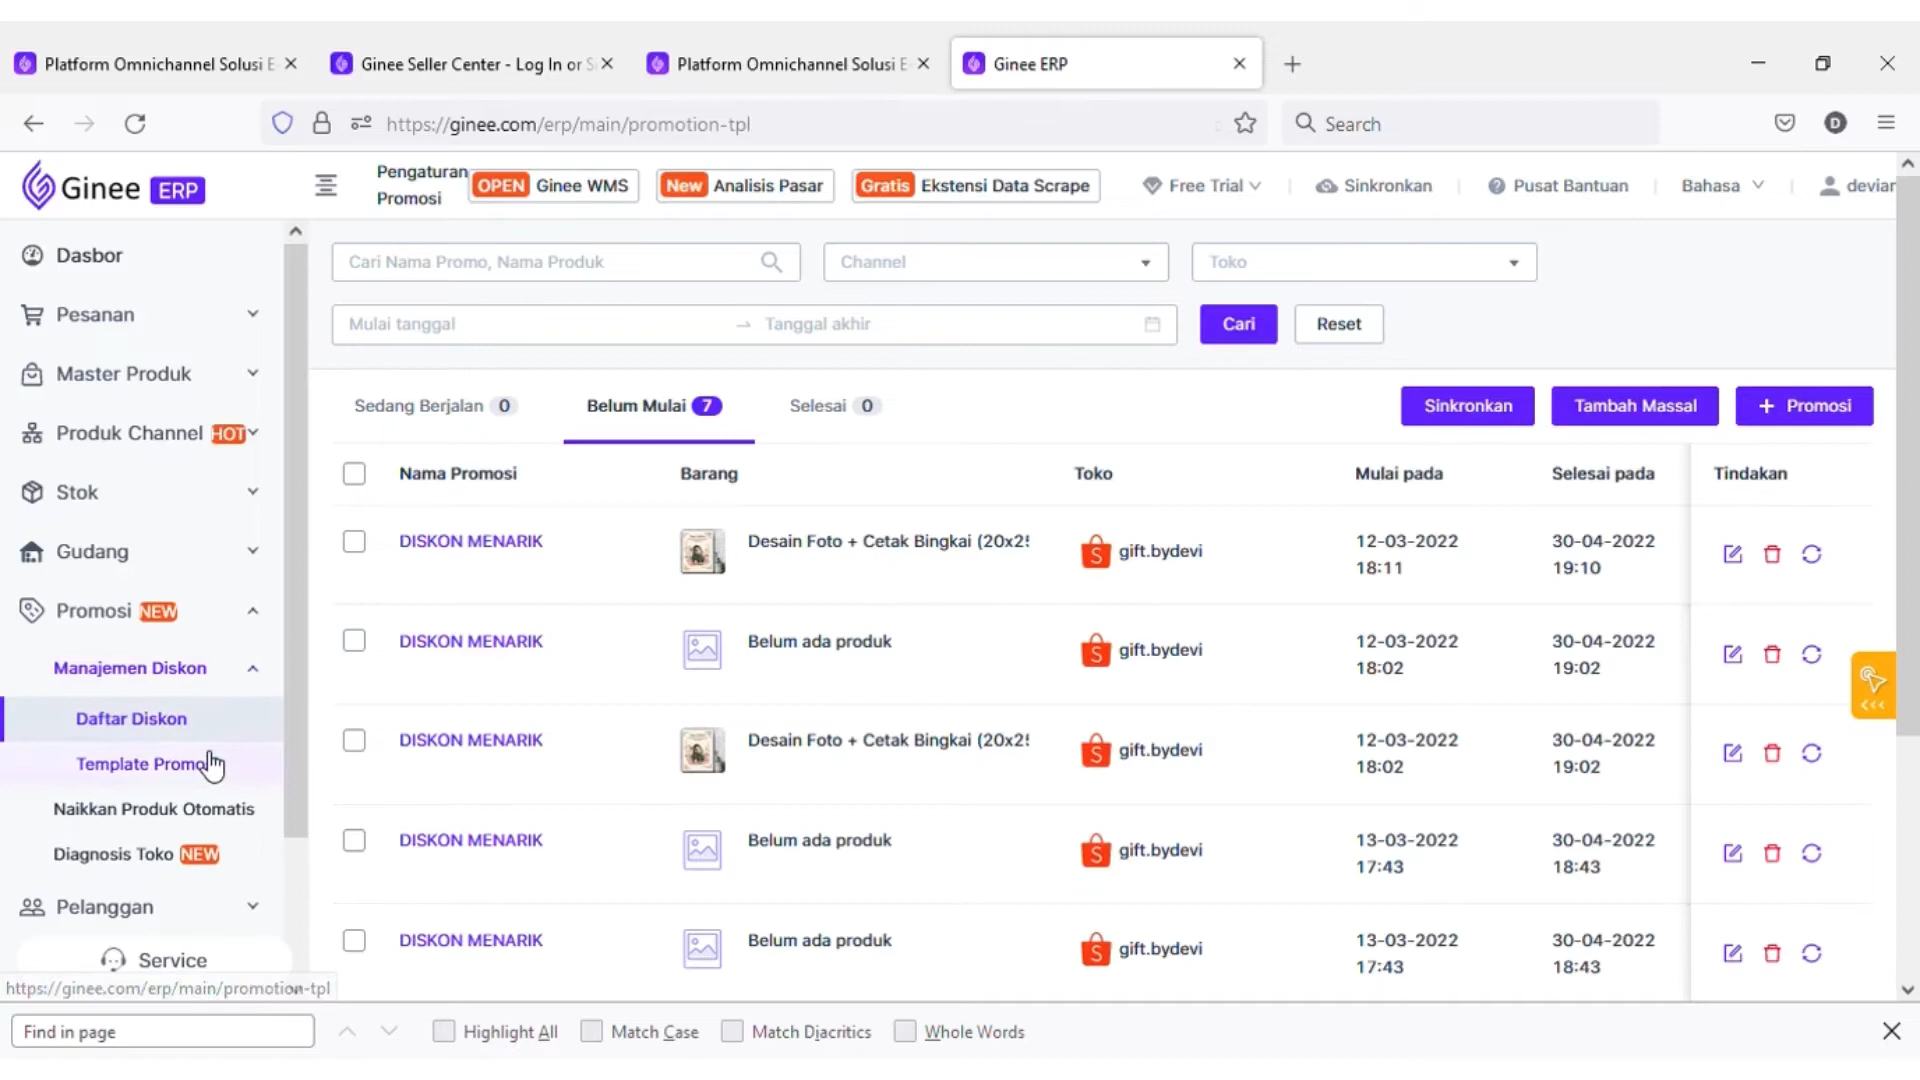 Platform Omnichannel Solusi E
Ginee Seller Center - Log In or S
Platform Omnichannel Solusi E
Ginee ERP
https://ginee.com/erp/main/promotion-tpl
Search
D
Ginee ERP
Pengaturan
Promosi
OPEN Ginee WMS
New Analisis Pasar
Gratis Ekstensi Data Scrape
Free Trial
Sinkronkan
Pusat Bantuan
Bahasa
devian
Dasbor
Pesanan
Master Produk
Produk Channel HOT
Stok
Gudang
Promosi NEW
Manajemen Diskon
Daftar Diskon
Template Promo
Naikkan Produk Otomatis
Diagnosis Toko NEW
Pelanggan
Service
https://ginee.com/erp/main/promotion-tpl
Cari Nama Promo, Nama Produk
Channel
Toko
Mulai tanggal
Tanggal akhir
Cari
Reset
Sedang Berjalan 0
Belum Mulai 7
Selesai 0
Sinkronkan
Tambah Massal
+ Promosi
Nama Promosi Barang Toko Mulai pada Selesai pada Tindakan
DISKON MENARIK Desain Foto + Cetak Bingkai (20x25 gift.bydevi 12-03-2022 30-04-2022
18:11 19:10
DISKON MENARIK Belum ada produk gift.bydevi 12-03-2022 30-04-2022
18:02 19:02
DISKON MENARIK Desain Foto + Cetak Bingkai (20x25 gift.bydevi 12-03-2022 30-04-2022
18:02 19:02
DISKON MENARIK Belum ada produk gift.bydevi 13-03-2022 30-04-2022
17:43 18:43
DISKON MENARIK Belum ada produk gift.bydevi 13-03-2022 30-04-2022
17:43 18:43
Find in page
Highlight All
Match Case
Match Diacritics
Whole Words